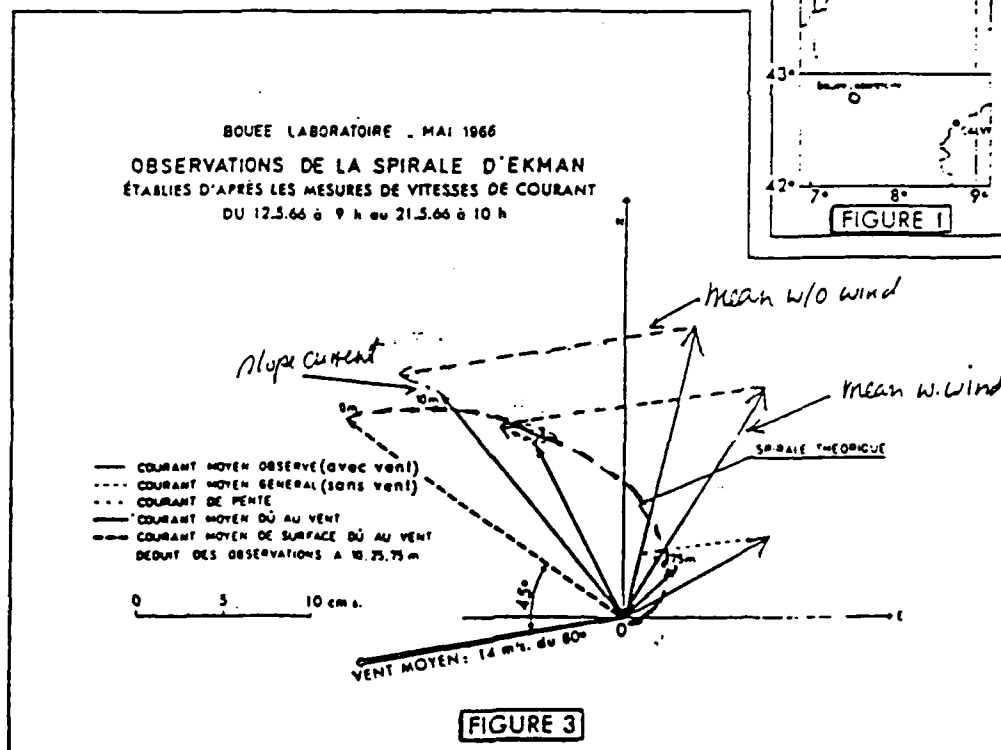 43°
CALVI
42°
7° 8° 9°
FIGURE 1
BOUEE LABORATOIRE - MAI 1966
OBSERVATIONS DE LA SPIRALE D'EKMAN
ÉTABLIES D'APRÈS LES MESURES DE VITESSES DE COURANT
DU 12.5.66 à 9 h au 21.5.66 à 10 h
N
mean w/o wind
slope current
mean w. wind
0m
10m
SPIRALE THEORIQUE
COURANT MOYEN OBSERVÉ (avec vent)
COURANT MOYEN GENERAL (sans vent)
COURANT DE PENTE
COURANT MOYEN DÛ AU VENT
COURANT MOYEN DE SURFACE DÛ AU VENT
DEDUIT DES OBSERVATIONS A 10,25,75 m
75m
45°
0 5 10 cm s.
O
E
VENT MOYEN: 14 m/s. du 80°
FIGURE 3